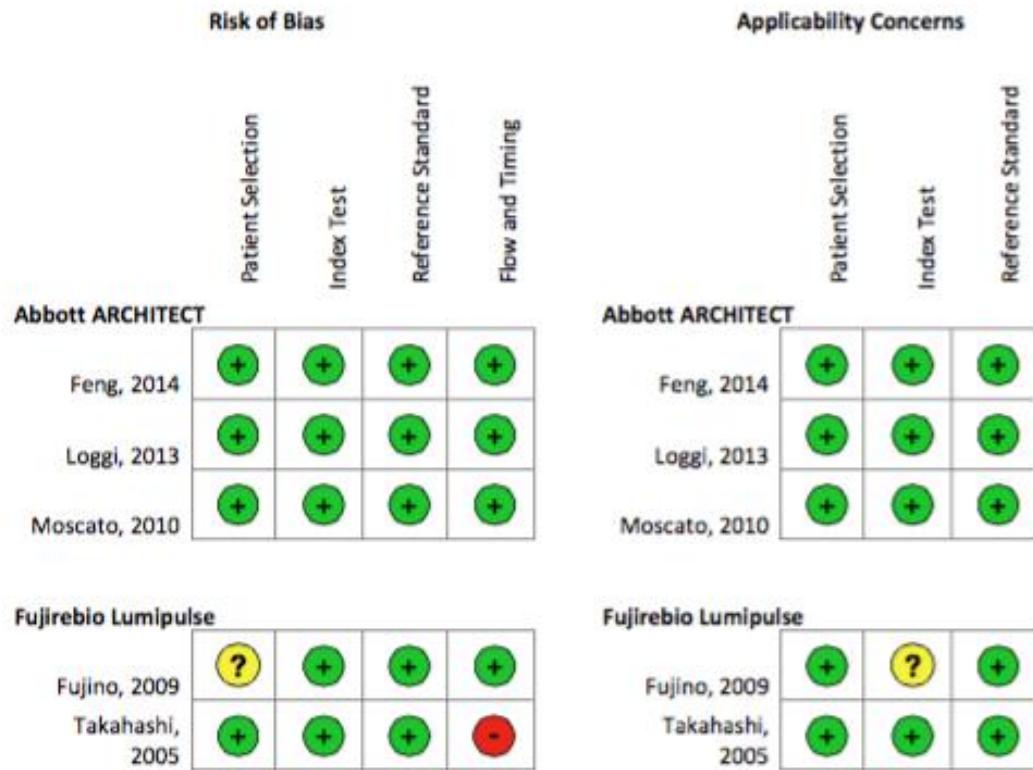 Risk of Bias
Applicability Concerns
Patient Selection
Index Test
Reference Standard
Flow and Timing
Patient Selection
Index Test
Reference Standard
Abbott ARCHITECT
Feng, 2014
+ + + +
Loggi, 2013
+ + + +
Moscato, 2010
+ + + +
Abbott ARCHITECT
Feng, 2014
+ + +
Loggi, 2013
+ + +
Moscato, 2010
+ + +
Fujirebio Lumipulse
Fujino, 2009
? + + +
Takahashi,
2005
+ + + -
Fujirebio Lumipulse
Fujino, 2009
+ ? +
Takahashi,
2005
+ + +